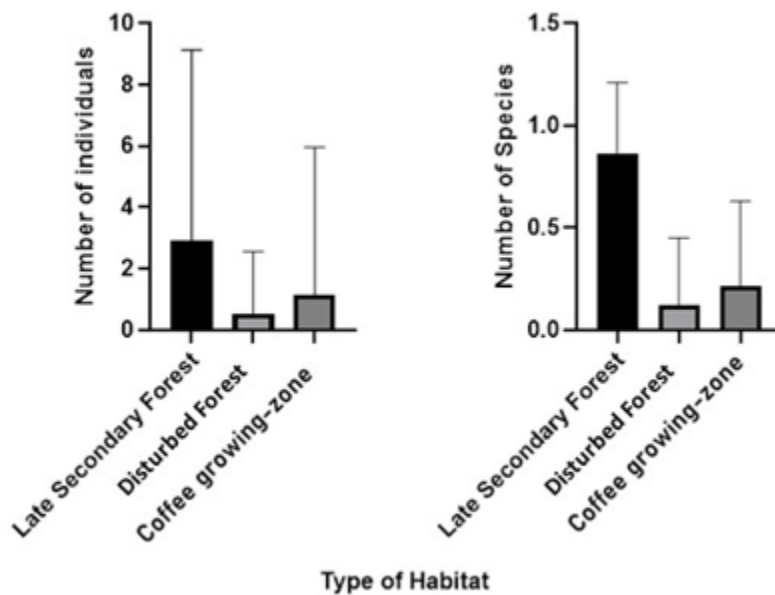 Number of individuals
10
8
6
4
2
0
Late Secondary Forest
Disturbed Forest
Coffee growing-zone
Number of Species
1.5
1.0
0.5
0.0
Late Secondary Forest
Disturbed Forest
Coffee growing-zone
Type of Habitat